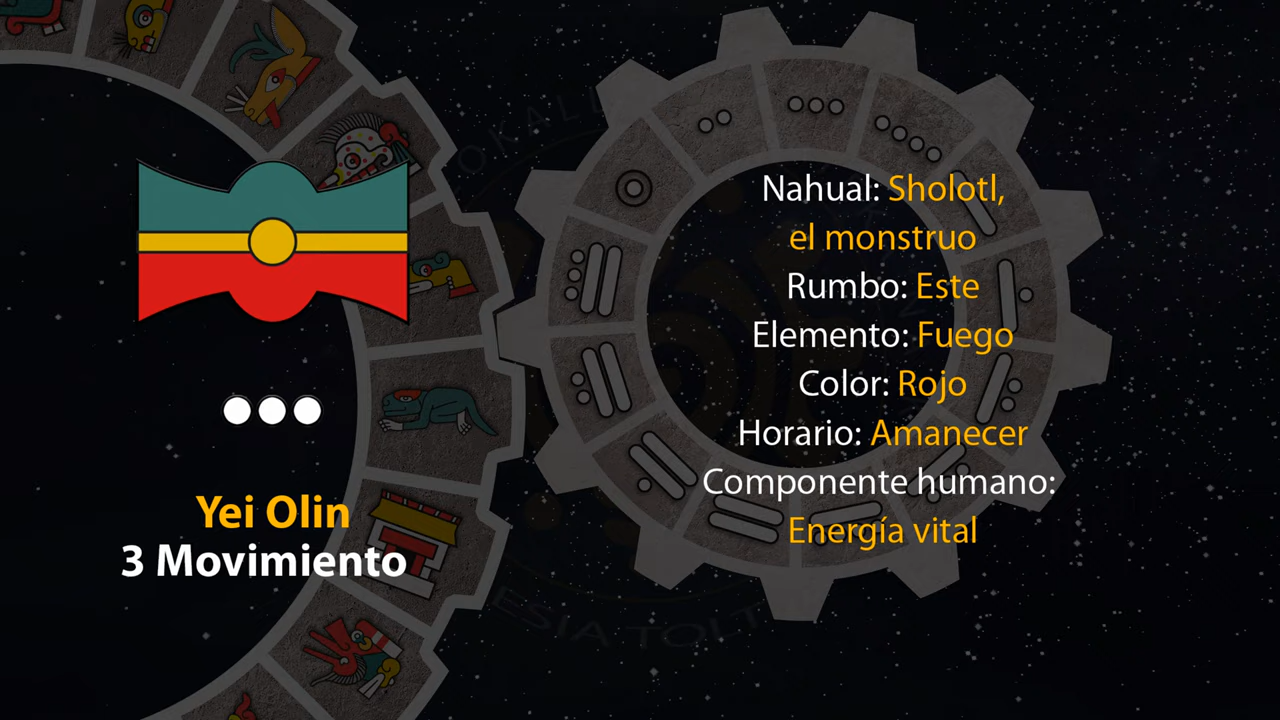 Yei Olin
3 Movimiento
Nahual: Sholotl,
el monstruo
Rumbo: Este
Elemento: Fuego
Color: Rojo
Horario: Amanecer
Componente humano:
Energía vital